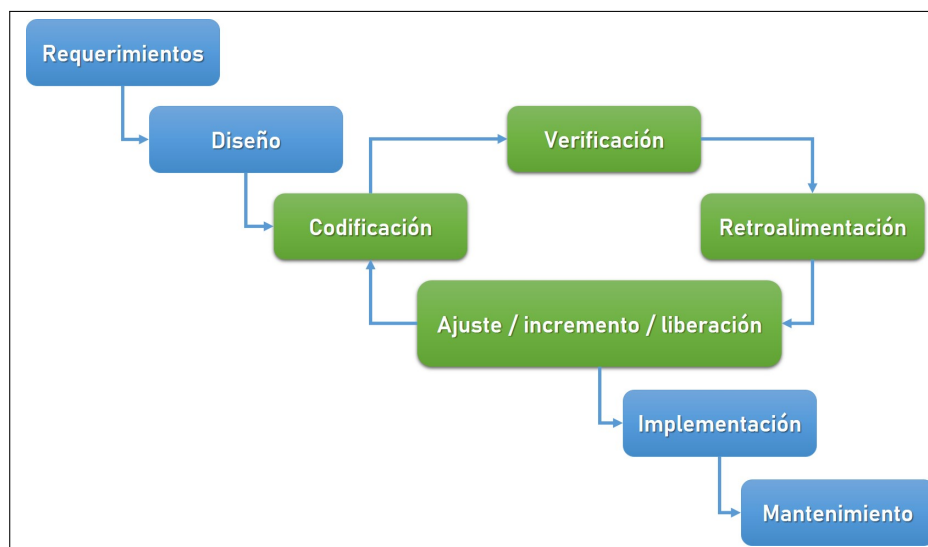 Requerimientos
Diseño
Verificación
Codificación
Retroalimentación
Ajuste / incremento / liberación
Implementación
Mantenimiento